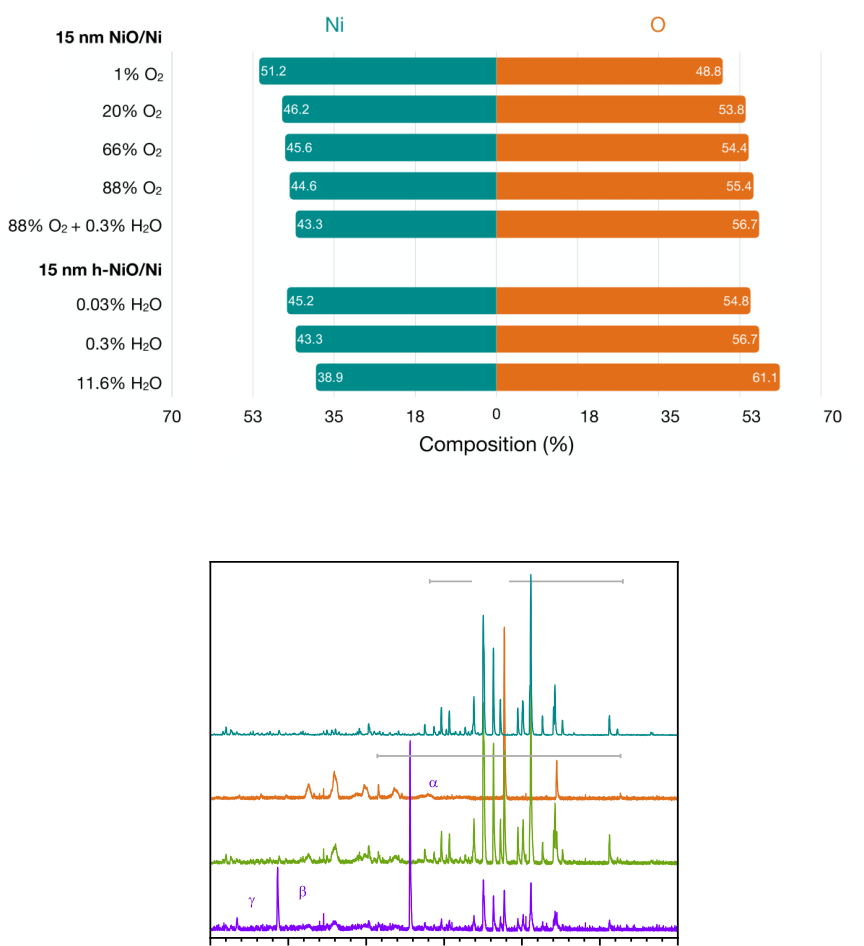 Ni O
15 nm NiO/Ni
1% O₂ 51.2 48.8
20% O₂ 46.2 53.8
66% O₂ 45.6 54.4
88% O₂ 44.6 55.4
88% O₂ + 0.3% H₂O 43.3 56.7
15 nm h-NiO/Ni
0.03% H₂O 45.2 54.8
0.3% H₂O 43.3 56.7
11.6% H₂O 38.9 61.1
70 53 35 18 0 18 35 53 70
Composition (%)
α
γ β